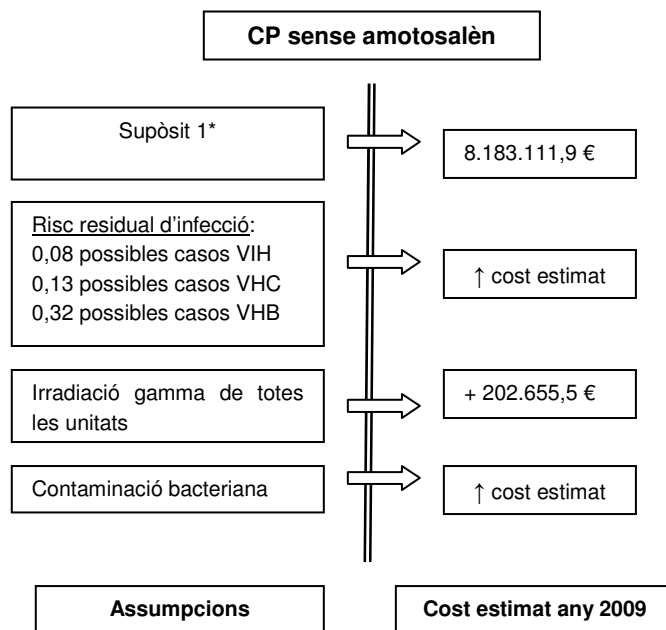 CP sense amotosalèn
Supòsit 1*
8.183.111,9 €
Risc residual d'infecció:
0,08 possibles casos VIH
0,13 possibles casos VHC
0,32 possibles casos VHB
↑ cost estimat
Irradiació gamma de totes
les unitats
+ 202.655,5 €
Contaminació bacteriana
↑ cost estimat
Assumpcions
Cost estimat any 2009